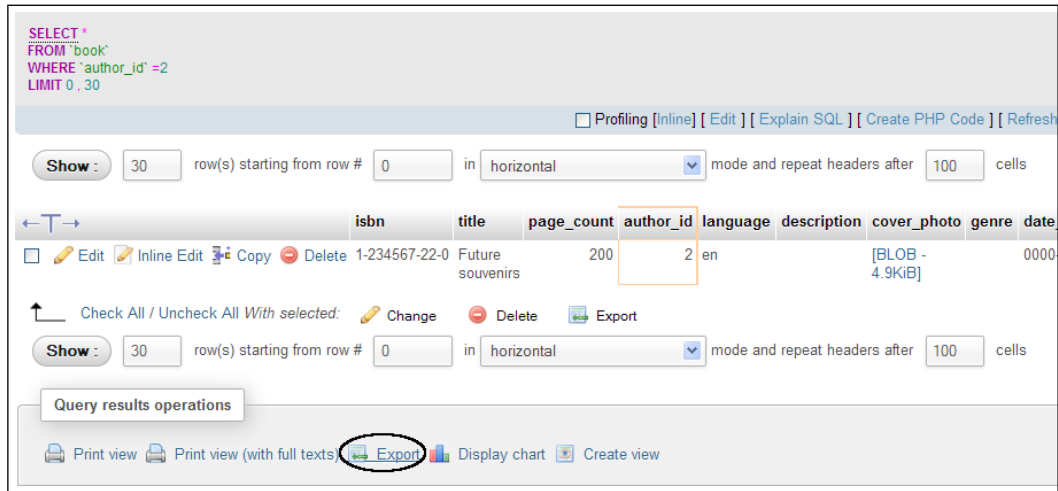 SELECT *
FROM `book`
WHERE `author_id` =2
LIMIT 0 , 30
Profiling [Inline] [ Edit ] [ Explain SQL ] [ Create PHP Code ] [ Refresh
Show : 30 row(s) starting from row # 0 in horizontal mode and repeat headers after 100 cells
isbn title page_count author_id language description cover_photo genre date_
Edit Inline Edit Copy Delete 1-234567-22-0 Future 200 2 en [BLOB - 0000-
souvenirs 4.9KiB]
Check All / Uncheck All With selected: Change Delete Export
Show : 30 row(s) starting from row # 0 in horizontal mode and repeat headers after 100 cells
Query results operations
Print view Print view (with full texts) Export Display chart Create view